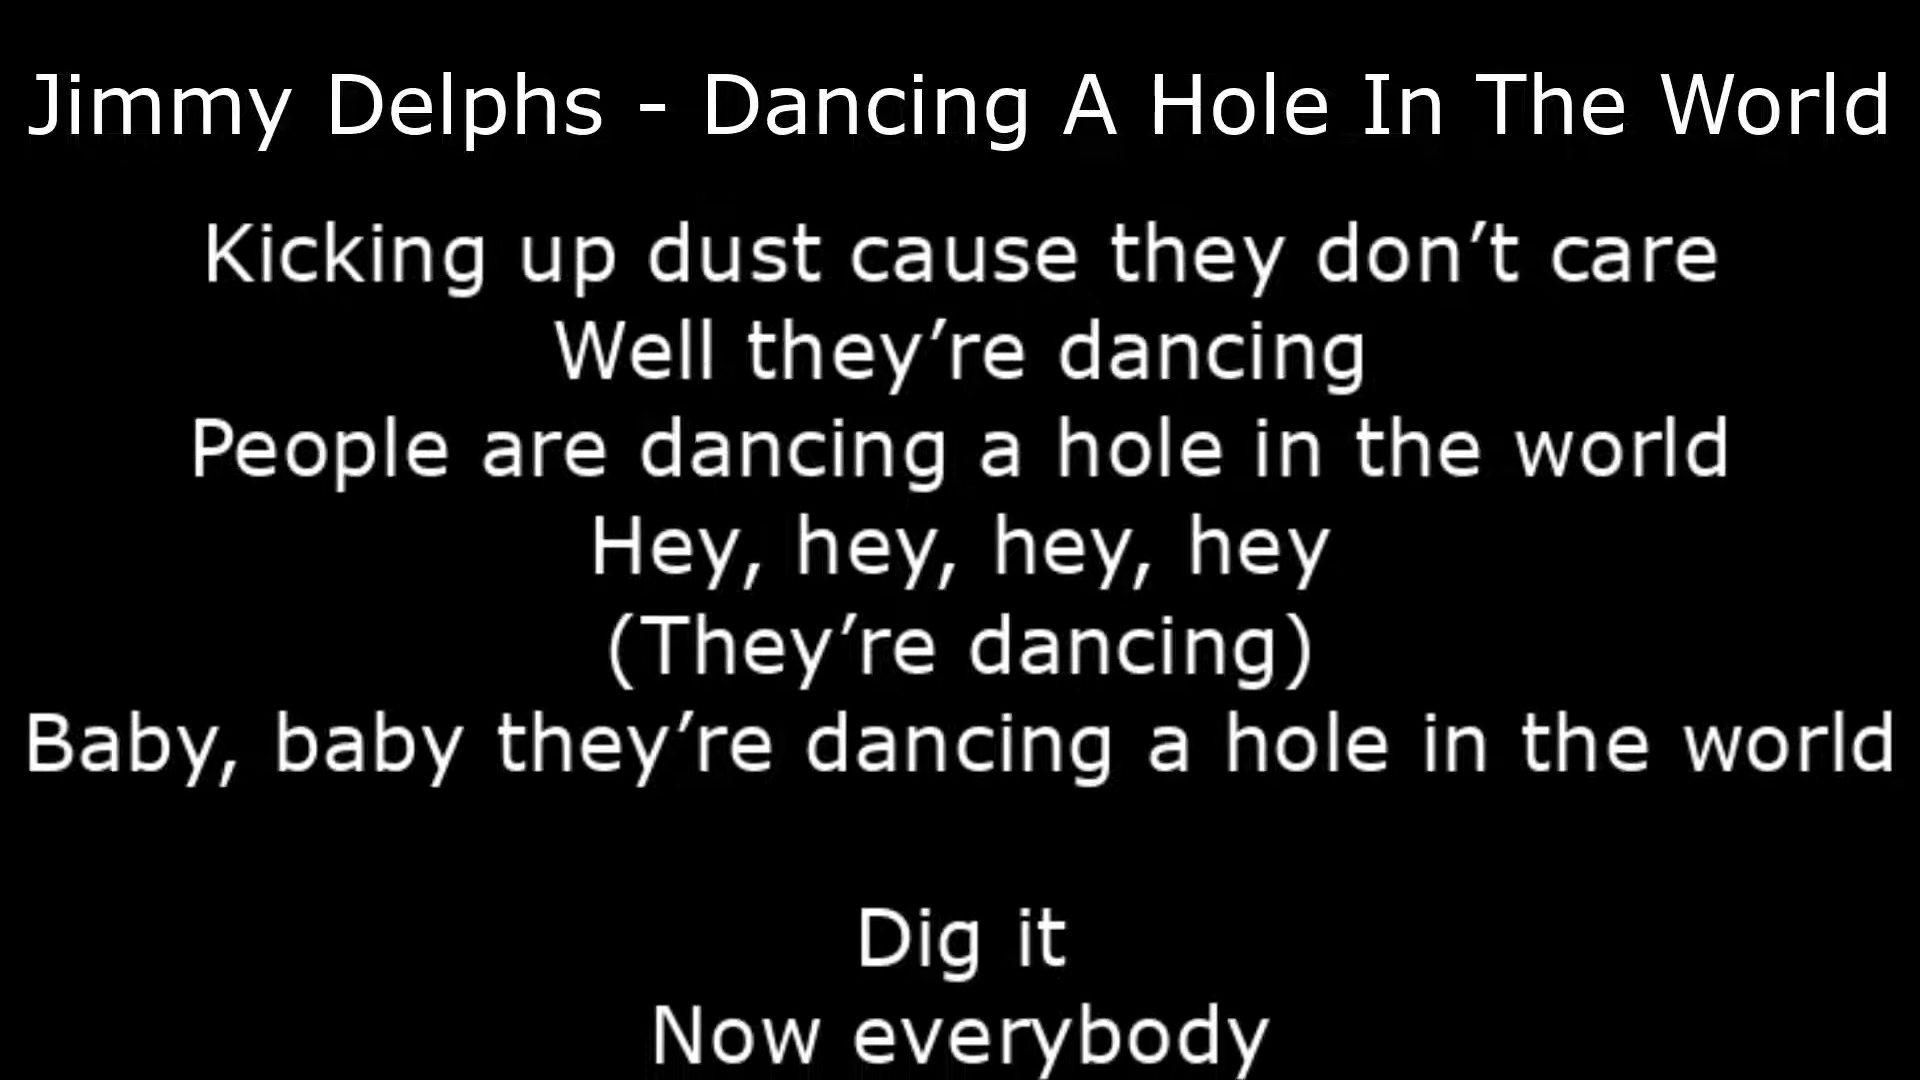 Jimmy Delphs - Dancing A Hole In The World
Kicking up dust cause they don’t care
Well they’re dancing
People are dancing a hole in the world
Hey, hey, hey, hey
(They’re dancing)
Baby, baby they’re dancing a hole in the world
Dig it
Now everybody